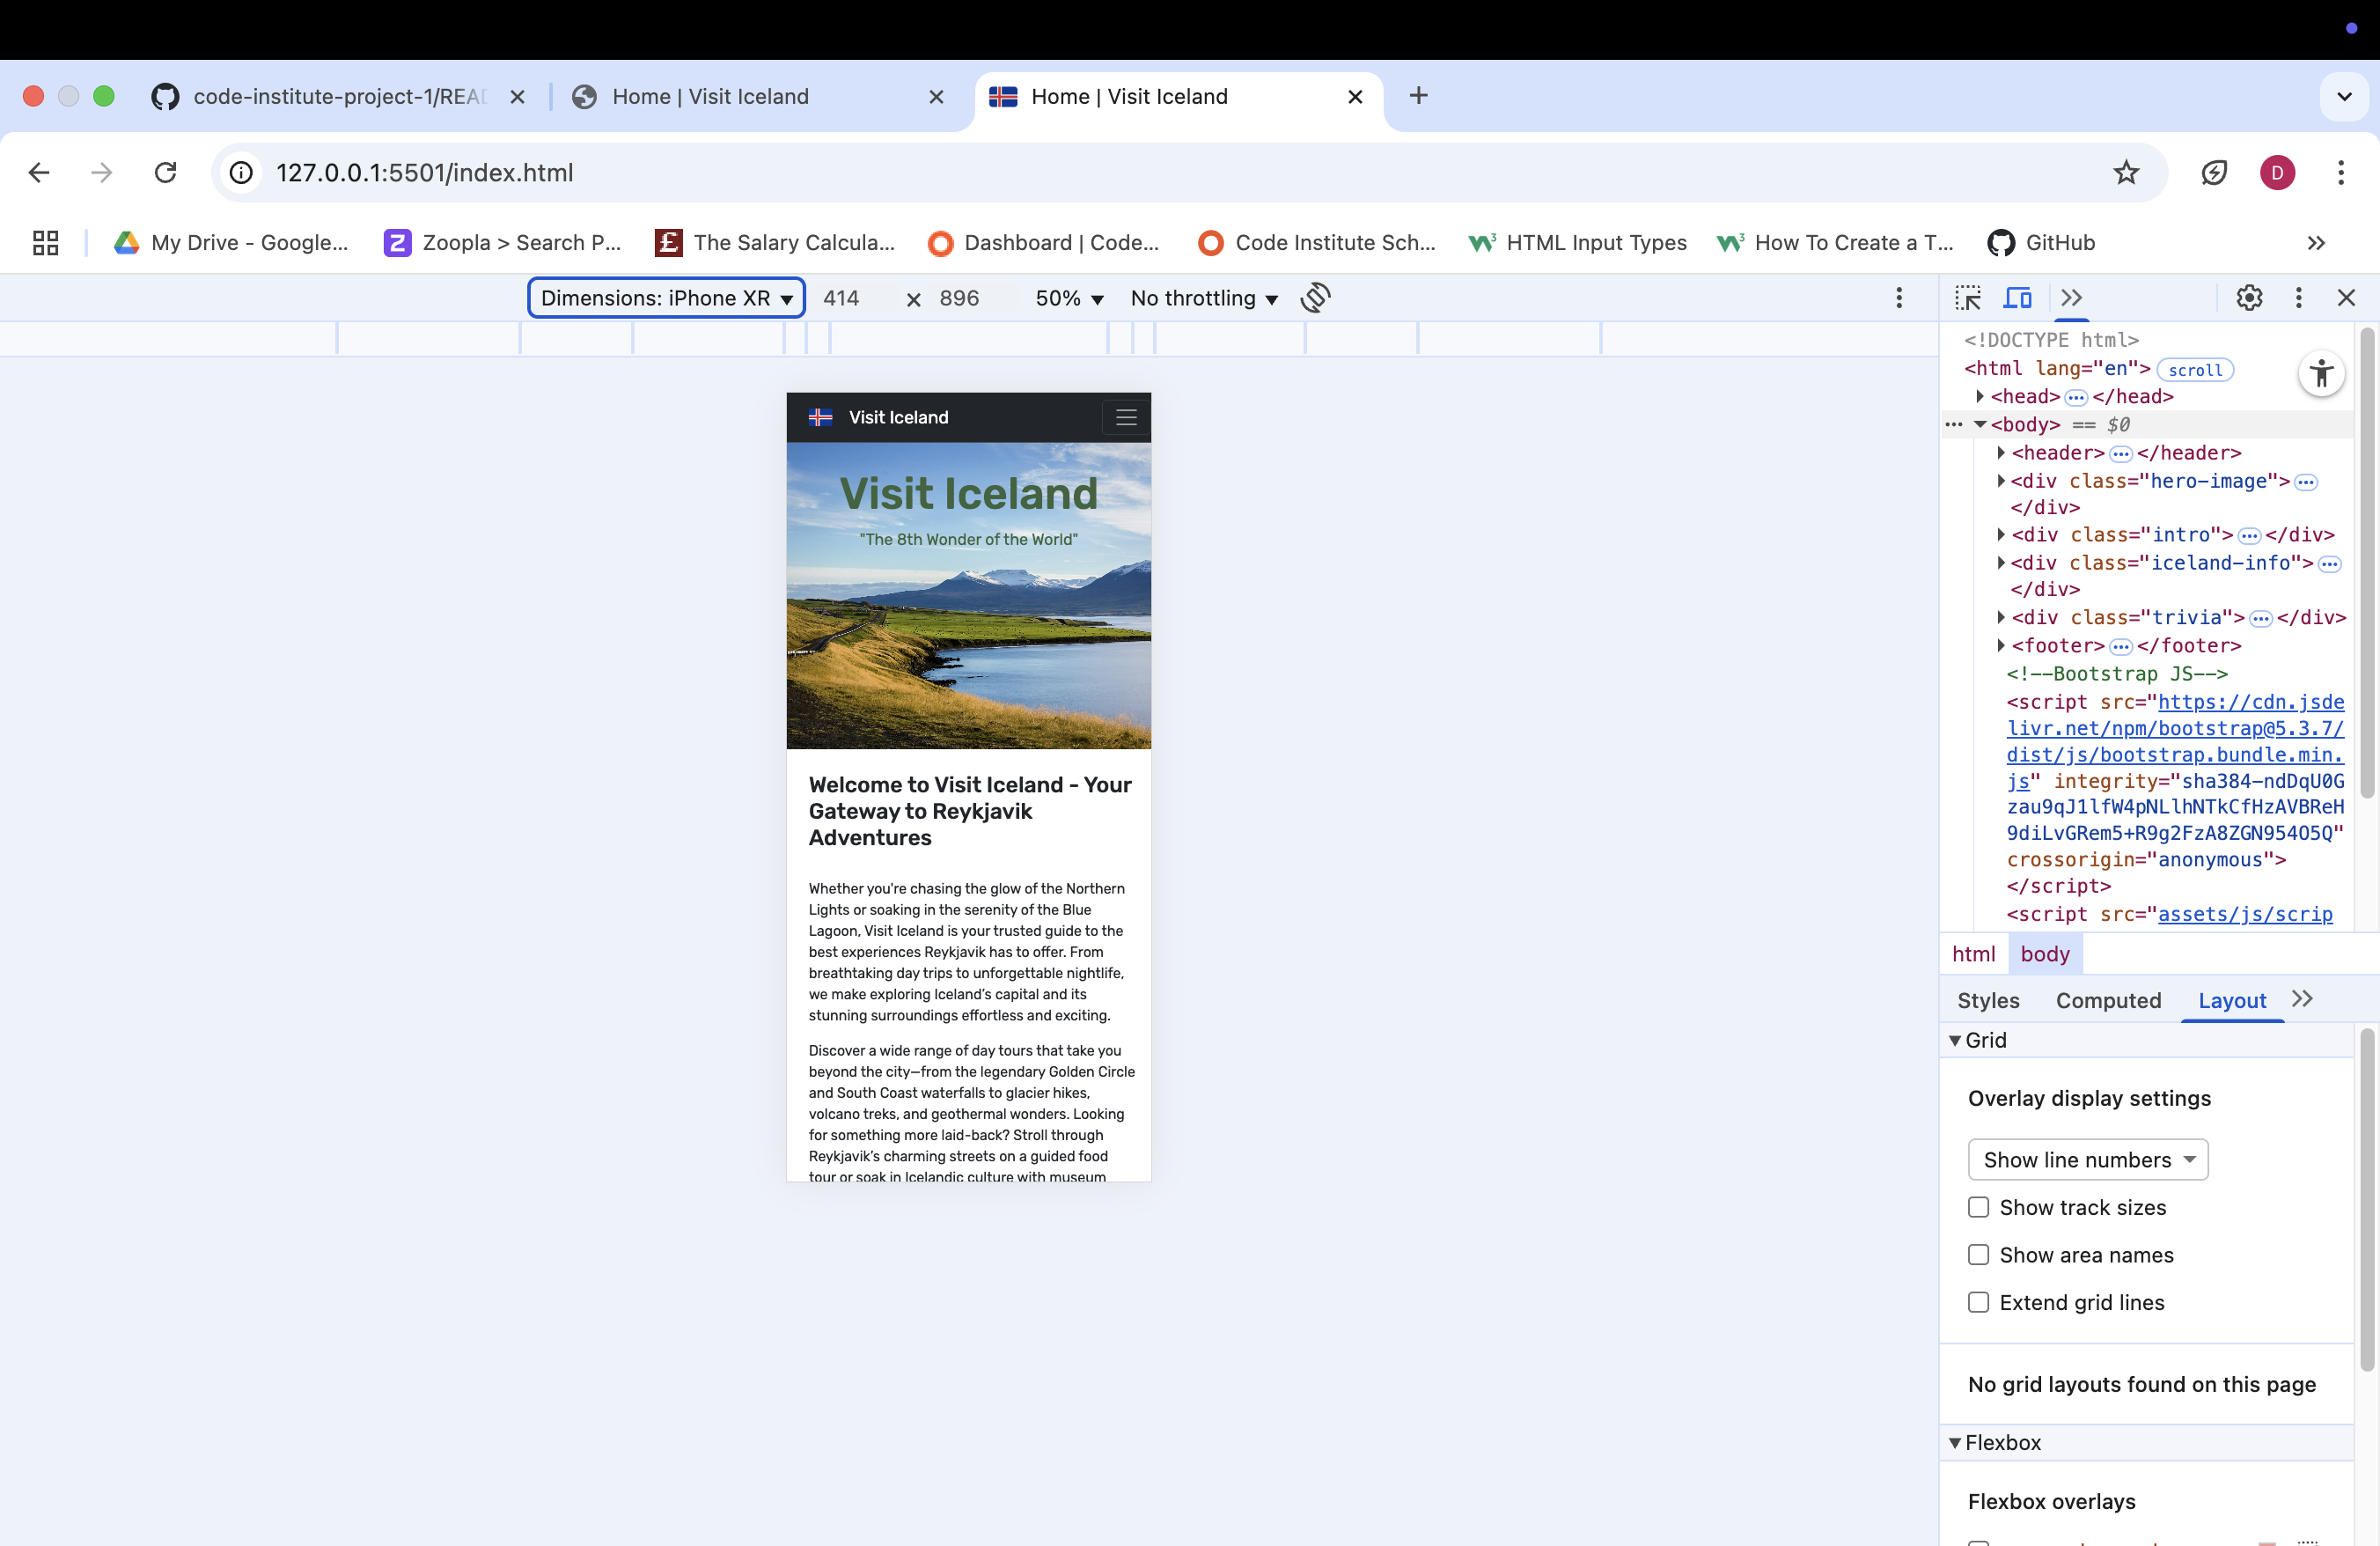 code-institute-project-1/READ
Home | Visit Iceland
Home | Visit Iceland
D
127.0.0.1:5501/index.html
My Drive - Google...
Zoopla > Search P...
The Salary Calcula...
Dashboard | Code...
Code Institute Sch...
HTML Input Types
How To Create a T...
GitHub
Dimensions: iPhone XR
414 × 896
50%
No throttling
Visit Iceland
Visit Iceland
"The 8th Wonder of the World"
Welcome to Visit Iceland - Your
Gateway to Reykjavik
Adventures
Whether you're chasing the glow of the Northern
Lights or soaking in the serenity of the Blue
Lagoon, Visit Iceland is your trusted guide to the
best experiences Reykjavik has to offer. From
breathtaking day trips to unforgettable nightlife,
we make exploring Iceland’s capital and its
stunning surroundings effortless and exciting.
Discover a wide range of day tours that take you
beyond the city—from the legendary Golden Circle
and South Coast waterfalls to glacier hikes,
volcano treks, and geothermal wonders. Looking
for something more laid-back? Stroll through
Reykjavik’s charming streets on a guided food
tour or soak in Icelandic culture with museum
<!DOCTYPE html>
<html lang="en"> scroll
<head> ... </head>
<body> == $0
<header> ... </header>
<div class="hero-image"> ...
</div>
<div class="intro"> ... </div>
<div class="iceland-info"> ...
</div>
<div class="trivia"> ... </div>
<footer> ... </footer>
<!--Bootstrap JS-->
<script src="https://cdn.jsde
livr.net/npm/bootstrap@5.3.7/
dist/js/bootstrap.bundle.min.
js" integrity="sha384-ndDqU0G
zau9qJ1lfW4pNLlhNTkCfHzAVBReH
9diLvGRem5+R9g2FzA8ZGN954O5Q"
crossorigin="anonymous">
</script>
<script src="assets/js/scrip
html body
Styles Computed Layout
Grid
Overlay display settings
Show line numbers
Show track sizes
Show area names
Extend grid lines
No grid layouts found on this page
Flexbox
Flexbox overlays